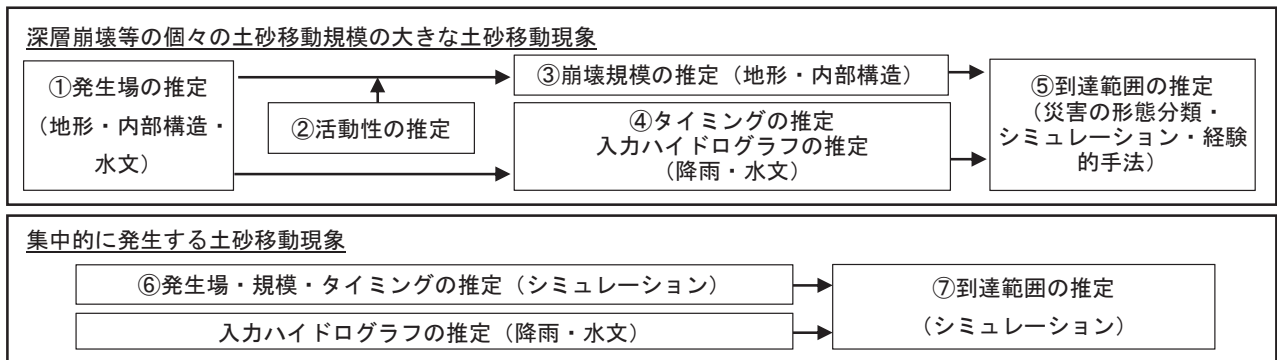 深層崩壊等の個々の土砂移動規模の大きな土砂移動現象
①発生場の推定
(地形・内部構造・
水文)
②活動性の推定
③崩壊規模の推定(地形・内部構造)
④タイミングの推定
入力ハイドログラフの推定
(降雨・水文)
⑤到達範囲の推定
(災害の形態分類・
シミュレーション・経験
的手法)
集中的に発生する土砂移動現象
⑥発生場・規模・タイミングの推定(シミュレーション)
入力ハイドログラフの推定(降雨・水文)
⑦到達範囲の推定
(シミュレーション)